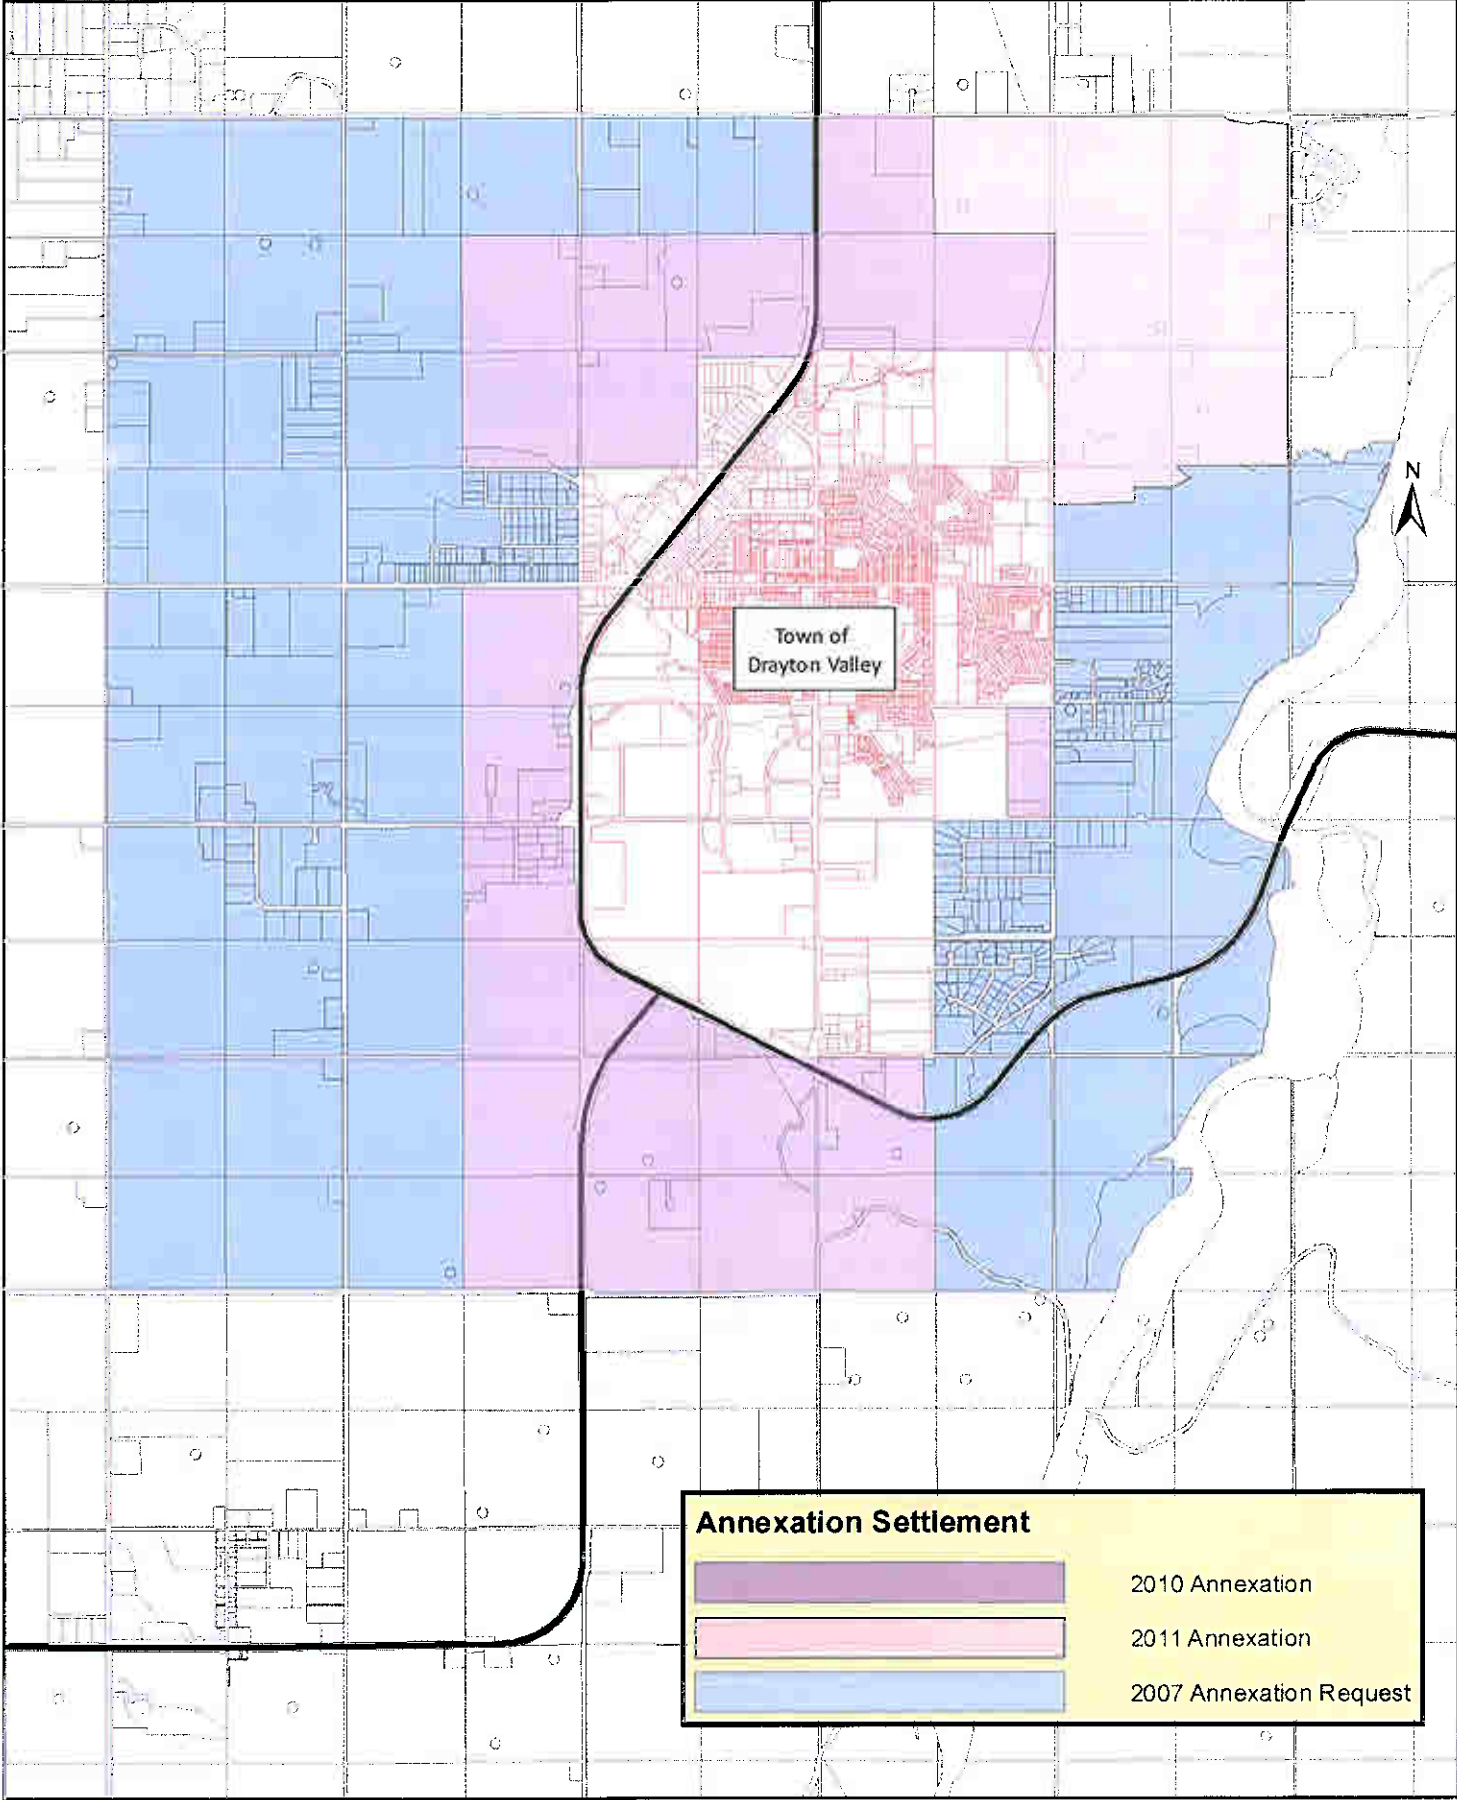 N
Town of
Drayton Valley
Annexation Settlement
2010 Annexation
2011 Annexation
2007 Annexation Request